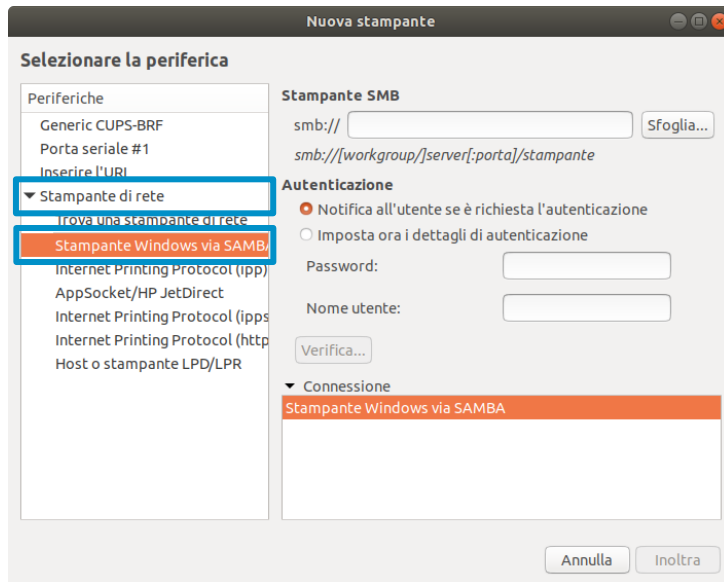 Nuova stampante
Selezionare la periferica
Periferiche
Generic CUPS-BRF
Porta seriale #1
Inserire l'URI
Stampante di rete
Trova una stampante di rete
Stampante Windows via SAMBA
Internet Printing Protocol (ipp)
AppSocket/HP JetDirect
Internet Printing Protocol (ipps
Internet Printing Protocol (http
Host o stampante LPD/LPR
Stampante SMB
smb://
Sfoglia...
smb://[workgroup/]server[:porta]/stampante
Autenticazione
Notifica all'utente se è richiesta l'autenticazione
Imposta ora i dettagli di autenticazione
Password:
Nome utente:
Verifica...
Connessione
Stampante Windows via SAMBA
Annulla
Inoltra